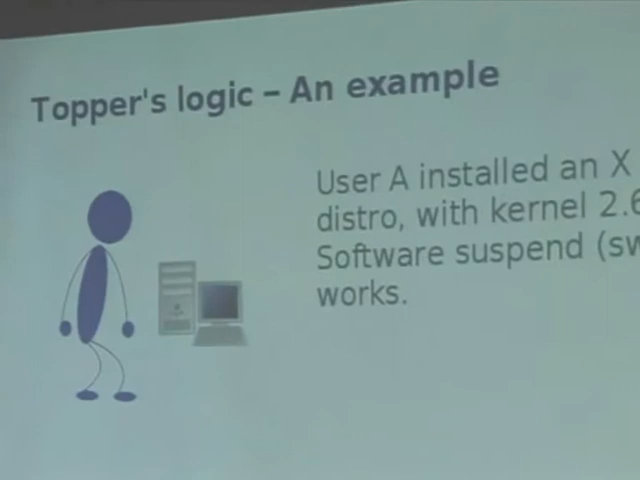 Topper's logic – An example
User A installed an X
distro, with kernel 2.6
Software suspend (sw
works.